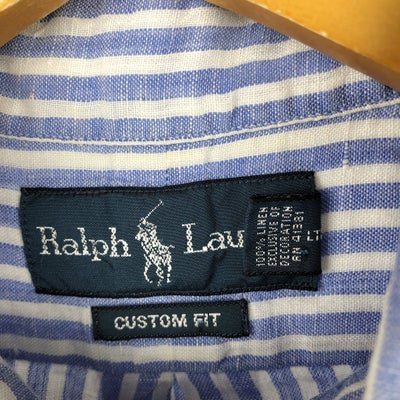 Ralph Lau
100% LINEN
EXCLUSIVE OF
DECORATION
RN 41381
CUSTOM FIT